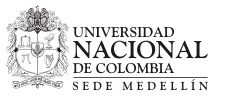 UNIVERSIDAD
NACIONAL
DE COLOMBIA
SEDE MEDELLÍN